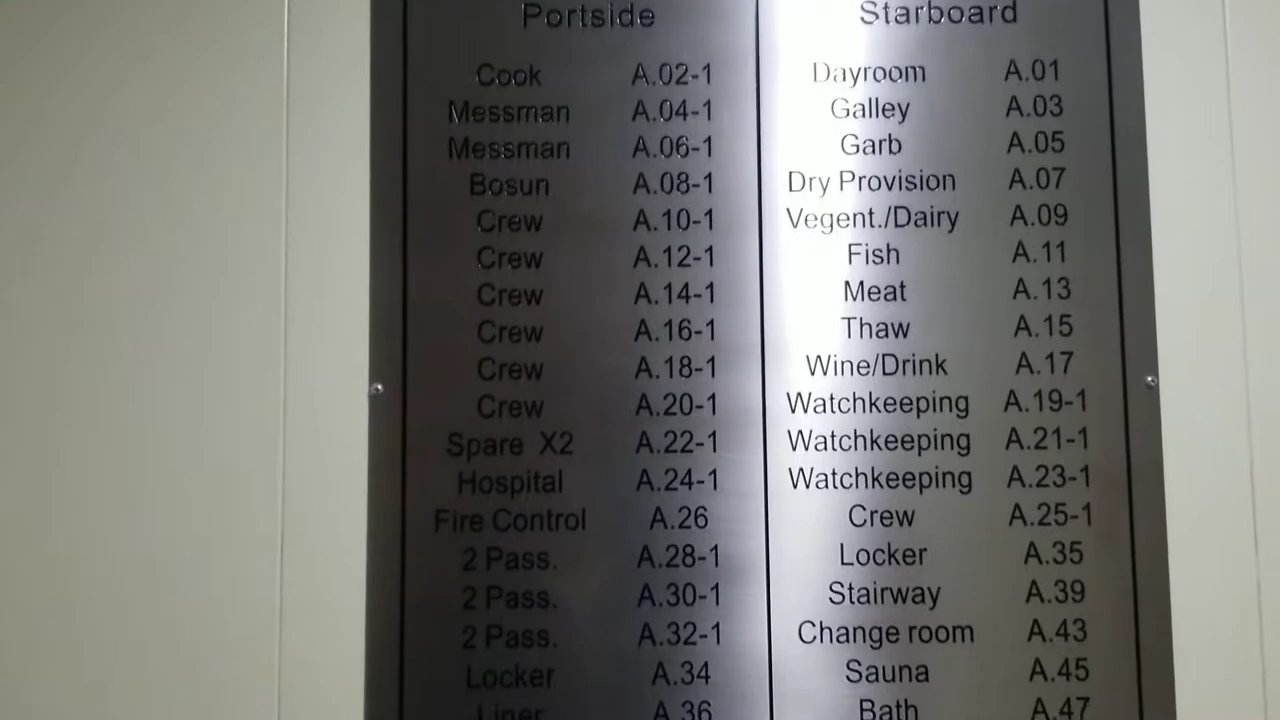 Portside
Cook A.02-1
Messman A.04-1
Messman A.06-1
Bosun A.08-1
Crew A.10-1
Crew A.12-1
Crew A.14-1
Crew A.16-1
Crew A.18-1
Crew A.20-1
Spare X2 A.22-1
Hospital A.24-1
Fire Control A.26
2 Pass. A.28-1
2 Pass. A.30-1
2 Pass. A.32-1
Locker A.34
Linen A.36
Starboard
Dayroom A.01
Galley A.03
Garb A.05
Dry Provision A.07
Vegent./Dairy A.09
Fish A.11
Meat A.13
Thaw A.15
Wine/Drink A.17
Watchkeeping A.19-1
Watchkeeping A.21-1
Watchkeeping A.23-1
Crew A.25-1
Locker A.35
Stairway A.39
Change room A.43
Sauna A.45
Bath A.47